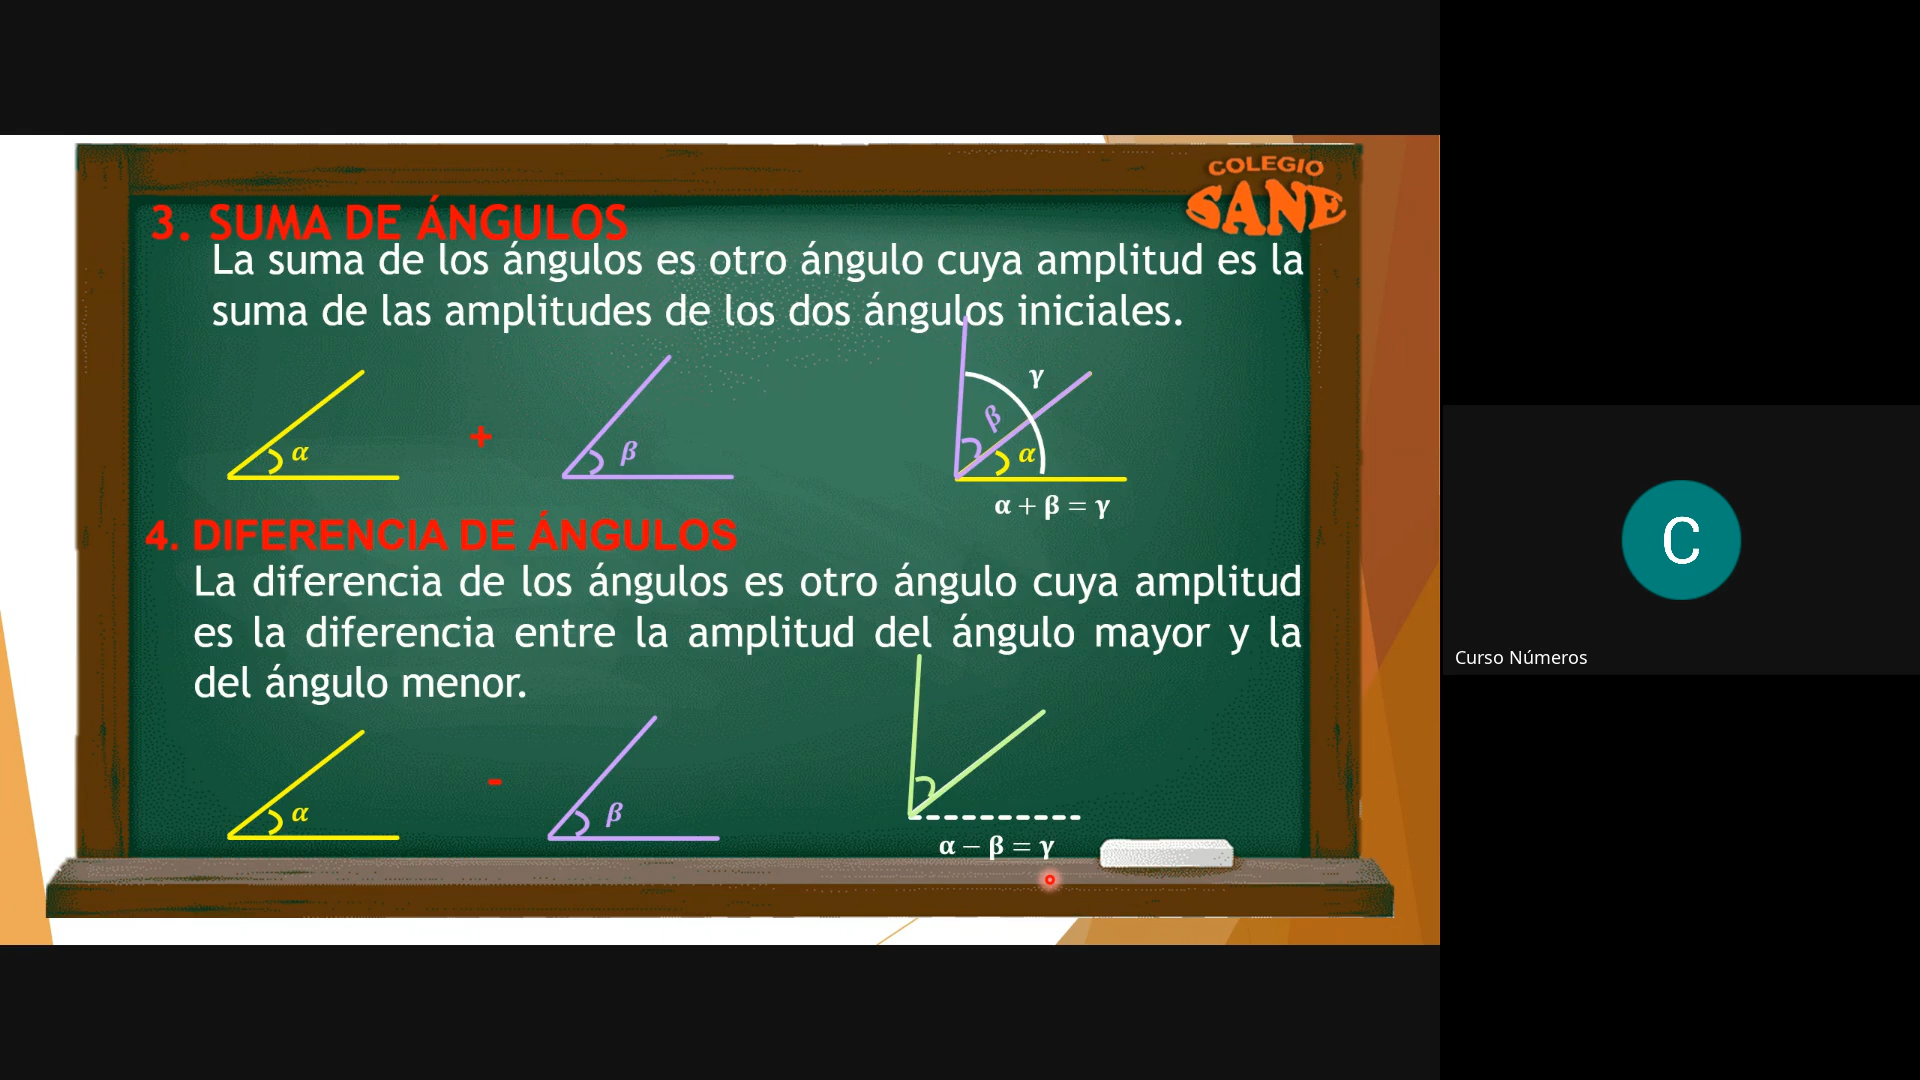 COLEGIO
SANE
3. SUMA DE ÁNGULOS
La suma de los ángulos es otro ángulo cuya amplitud es la
suma de las amplitudes de los dos ángulos iniciales.
α
+
β
γ
β
α
α + β = γ
4. DIFERENCIA DE ÁNGULOS
La diferencia de los ángulos es otro ángulo cuya amplitud
es la diferencia entre la amplitud del ángulo mayor y la
del ángulo menor.
α
-
β
α − β = γ
C
Curso Números